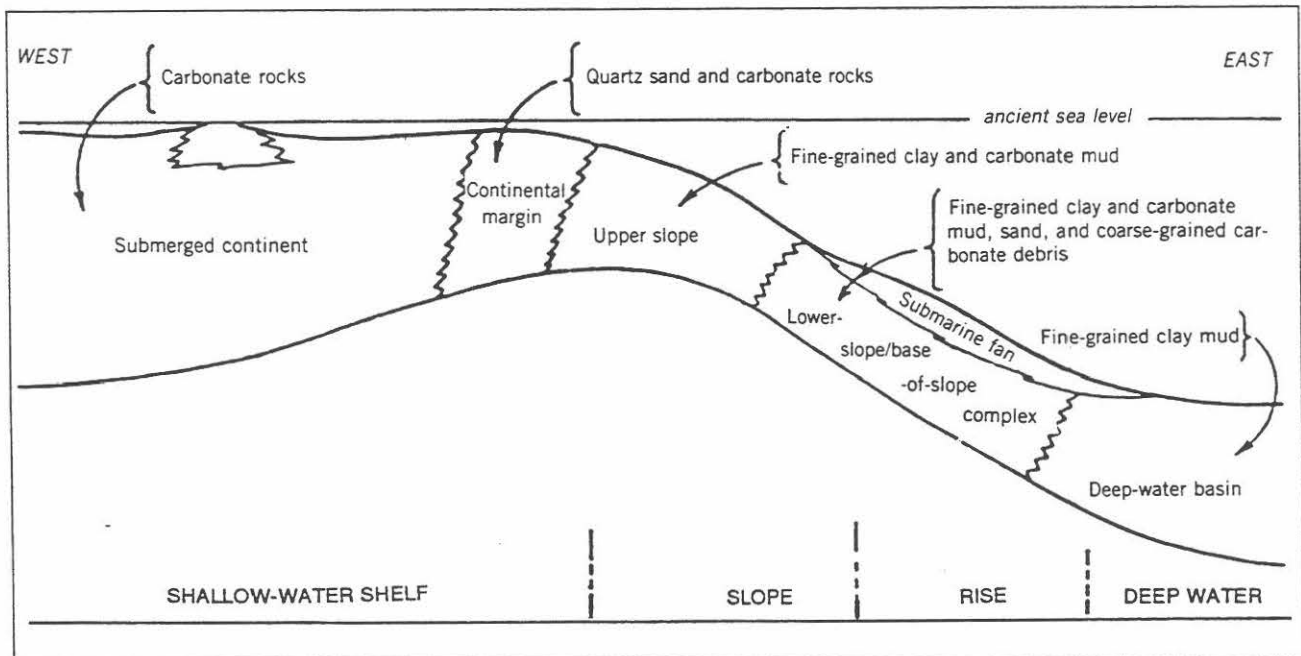 WEST
EAST
Carbonate rocks
Quartz sand and carbonate rocks
ancient sea level
Fine-grained clay and carbonate mud
Continental
margin
Fine-grained clay and carbonate
mud, sand, and coarse-grained car-
bonate debris
Submerged continent
Upper slope
Submarine fan
Lower-
slope/base
-of-slope
complex
Fine-grained clay mud
Deep-water basin
SHALLOW-WATER SHELF
SLOPE
RISE
DEEP WATER